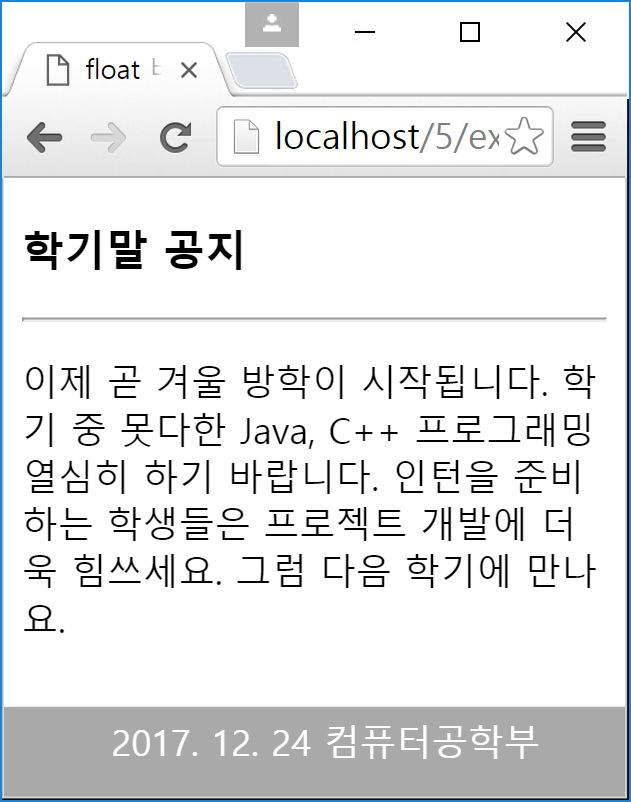 float
localhost/5/ex
학기말 공지
이제 곧 겨울 방학이 시작됩니다. 학
기 중 못다한 Java, C++ 프로그래밍
열심히 하기 바랍니다. 인턴을 준비
하는 학생들은 프로젝트 개발에 더
욱 힘쓰세요. 그럼 다음 학기에 만나
요.
2017. 12. 24 컴퓨터공학부